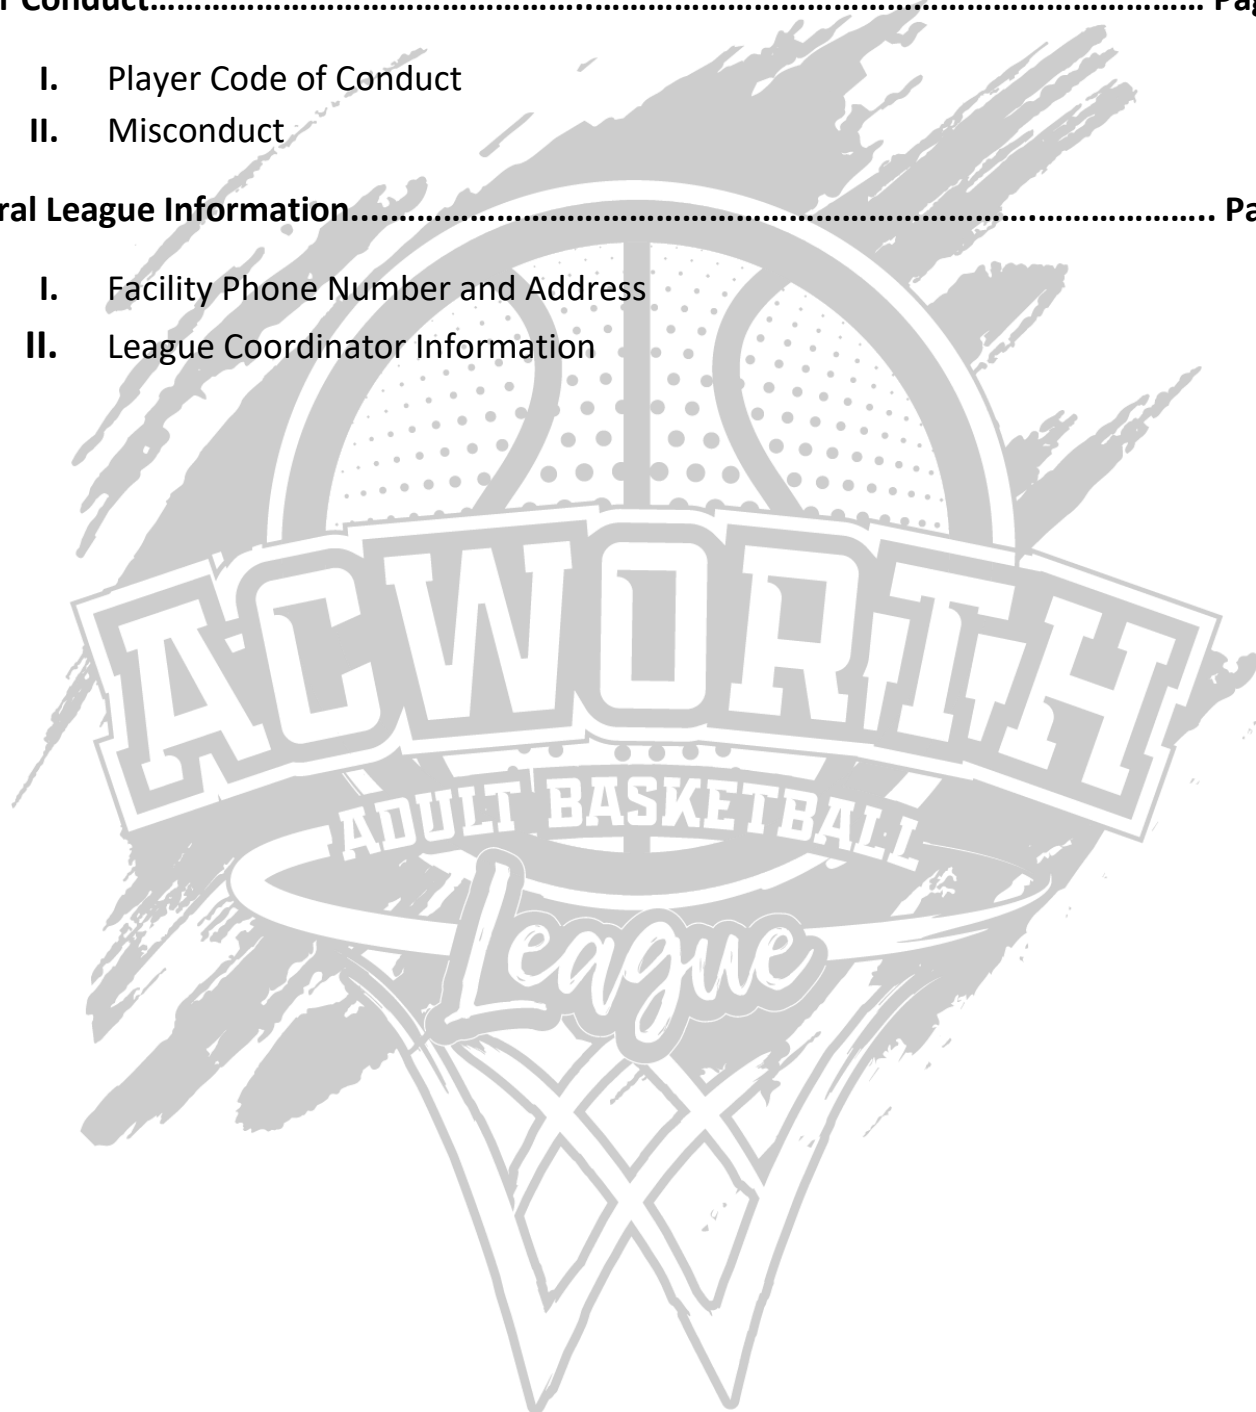 r Conduct……………………………………………………………………………………………………… Pag
I. Player Code of Conduct
II. Misconduct
ral League Information……………………………………………………………………………………… Pa
I. Facility Phone Number and Address
II. League Coordinator Information
ACWORTH
ADULT BASKETBALL
League